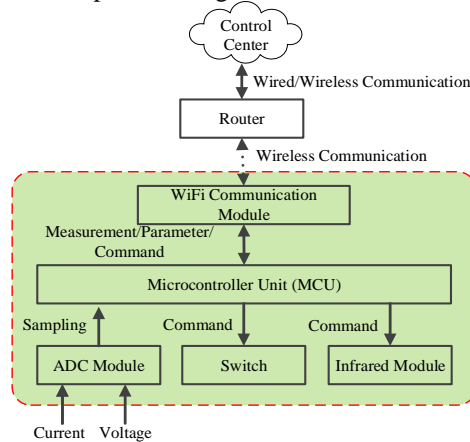 Control
Center
Wired/Wireless Communication
Router
Wireless Communication
WiFi Communication
Module
Measurement/Parameter/
Command
Microcontroller Unit (MCU)
Sampling
Command
Command
ADC Module
Switch
Infrared Module
Current
Voltage